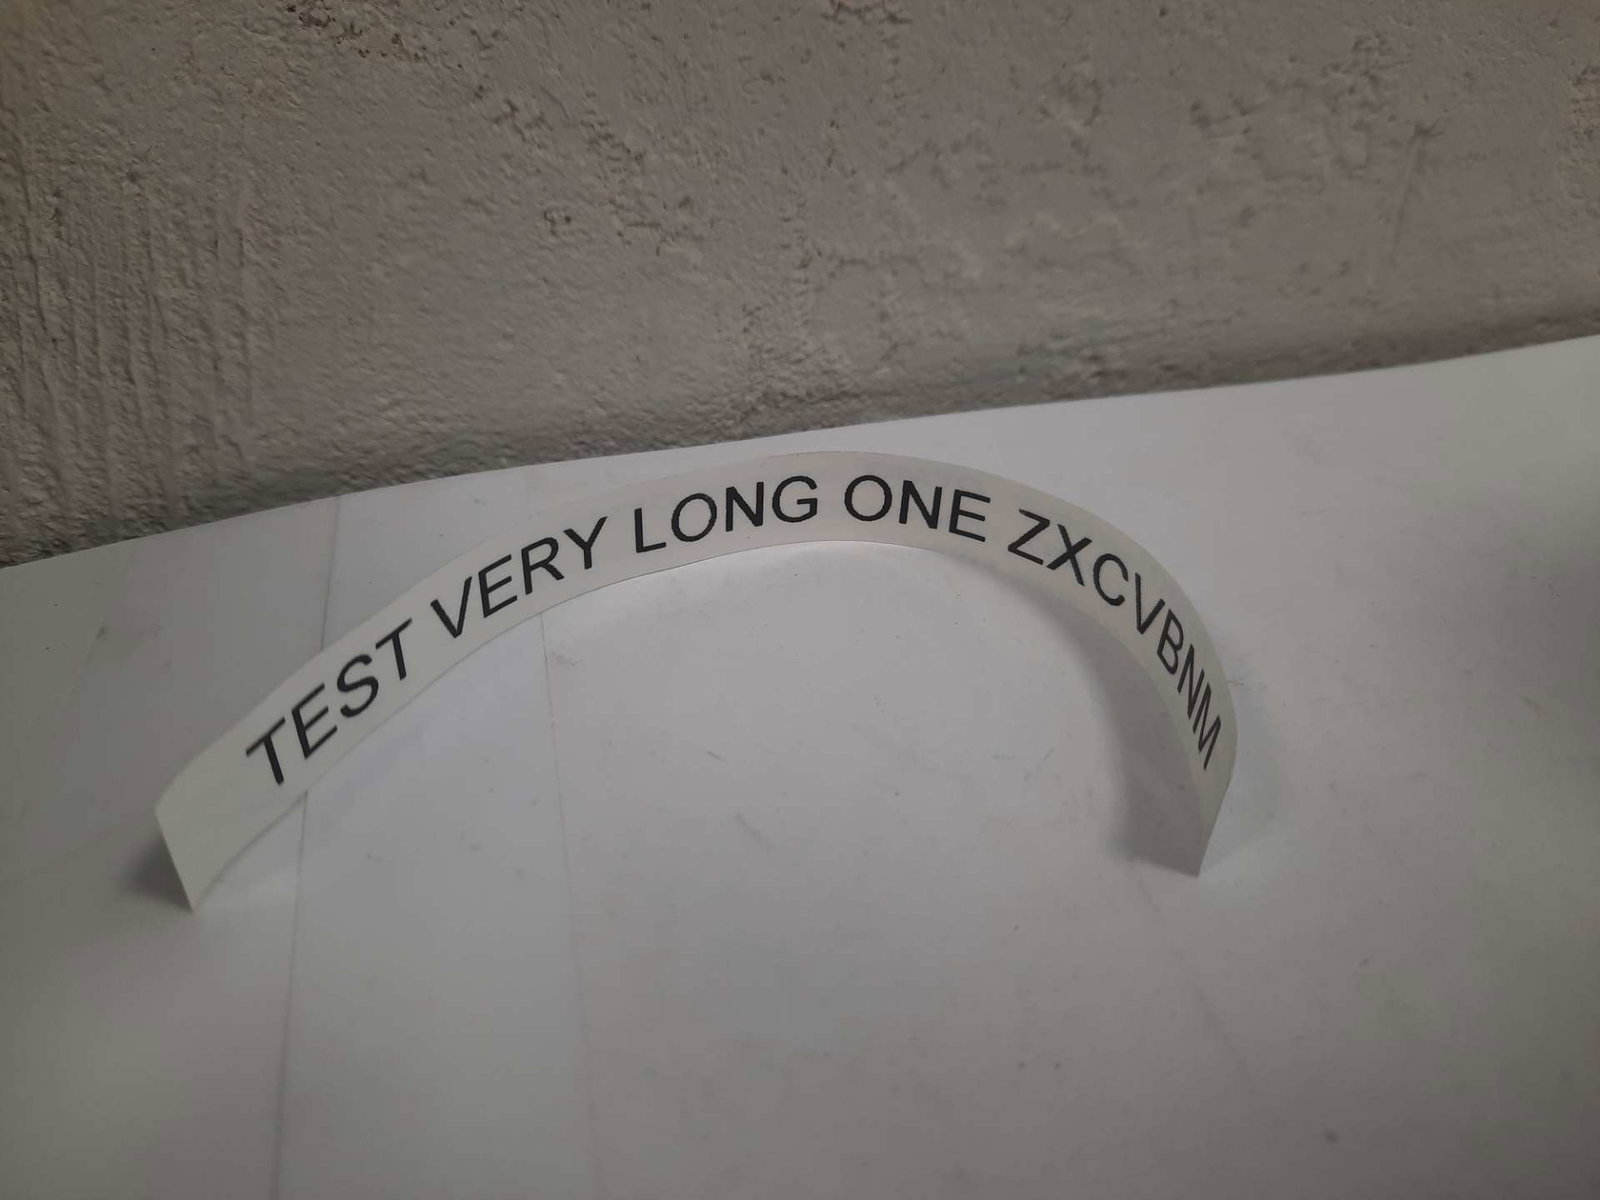 TEST VERY LONG ONE ZXCVBNM